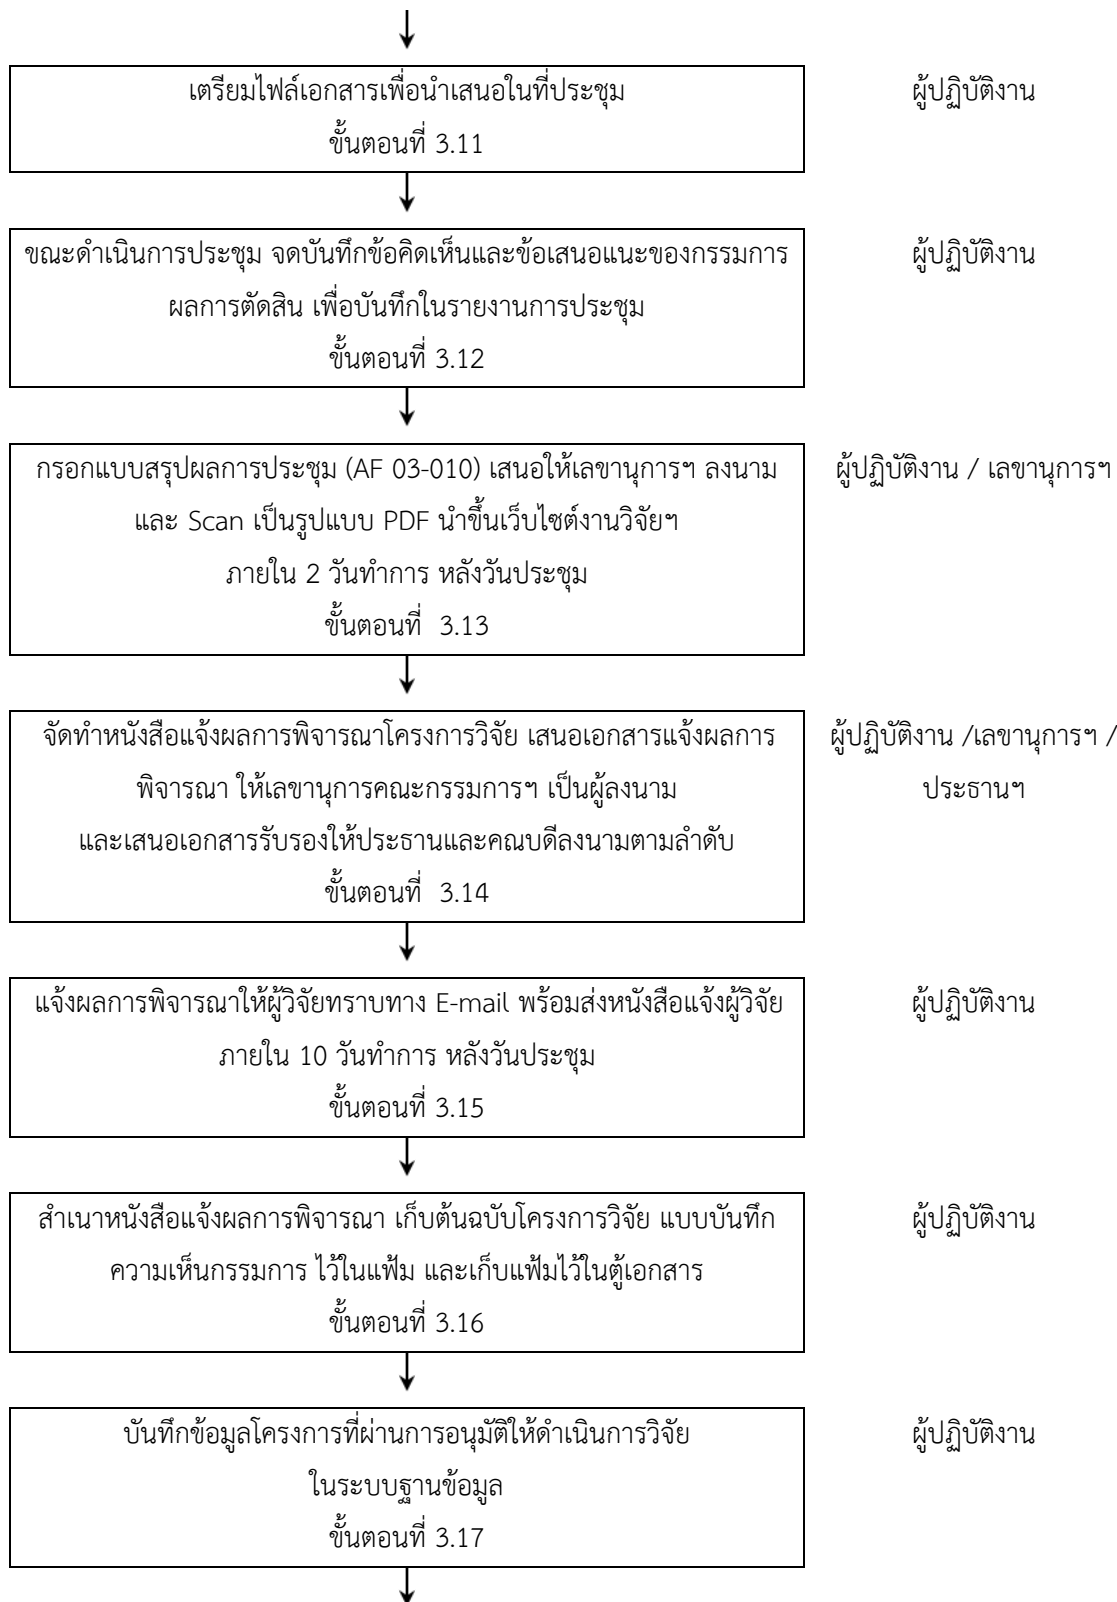 เตรียมไฟล์เอกสารเพื่อนำเสนอในที่ประชุม
ผู้ปฏิบัติงาน
ขั้นตอนที่ 3.11
ขณะดำเนินการประชุม จดบันทึกข้อคิดเห็นและข้อเสนอแนะของกรรมการ
ผู้ปฏิบัติงาน
ผลการตัดสิน เพื่อบันทึกในรายงานการประชุม
ขั้นตอนที่ 3.12
กรอกแบบสรุปผลการประชุม (AF 03-010) เสนอให้เลขานุการฯ ลงนาม
ผู้ปฏิบัติงาน / เลขานุการฯ
และ Scan เป็นรูปแบบ PDF นำขึ้นเว็บไซต์งานวิจัยฯ
ภายใน 2 วันทำการ หลังวันประชุม
ขั้นตอนที่ 3.13
จัดทำหนังสือแจ้งผลการพิจารณาโครงการวิจัย เสนอเอกสารแจ้งผลการ
ผู้ปฏิบัติงาน /เลขานุการฯ /
พิจารณา ให้เลขานุการคณะกรรมการฯ เป็นผู้ลงนาม
ประธานฯ
และเสนอเอกสารรับรองให้ประธานและคณบดีลงนามตามลำดับ
ขั้นตอนที่ 3.14
แจ้งผลการพิจารณาให้ผู้วิจัยทราบทาง E-mail พร้อมส่งหนังสือแจ้งผู้วิจัย
ผู้ปฏิบัติงาน
ภายใน 10 วันทำการ หลังวันประชุม
ขั้นตอนที่ 3.15
สำเนาหนังสือแจ้งผลการพิจารณา เก็บต้นฉบับโครงการวิจัย แบบบันทึก
ผู้ปฏิบัติงาน
ความเห็นกรรมการ ไว้ในแฟ้ม และเก็บแฟ้มไว้ในตู้เอกสาร
ขั้นตอนที่ 3.16
บันทึกข้อมูลโครงการที่ผ่านการอนุมัติให้ดำเนินการวิจัย
ผู้ปฏิบัติงาน
ในระบบฐานข้อมูล
ขั้นตอนที่ 3.17